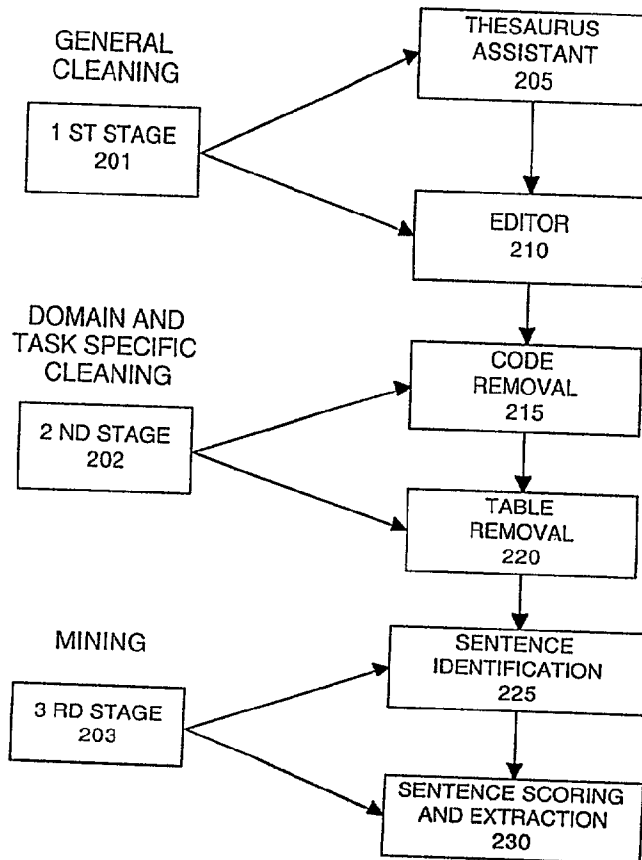 GENERAL
CLEANING
1 ST STAGE
201
THESAURUS
ASSISTANT
205
EDITOR
210
DOMAIN AND
TASK SPECIFIC
CLEANING
2 ND STAGE
202
CODE
REMOVAL
215
TABLE
REMOVAL
220
MINING
3 RD STAGE
203
SENTENCE
IDENTIFICATION
225
SENTENCE SCORING
AND EXTRACTION
230